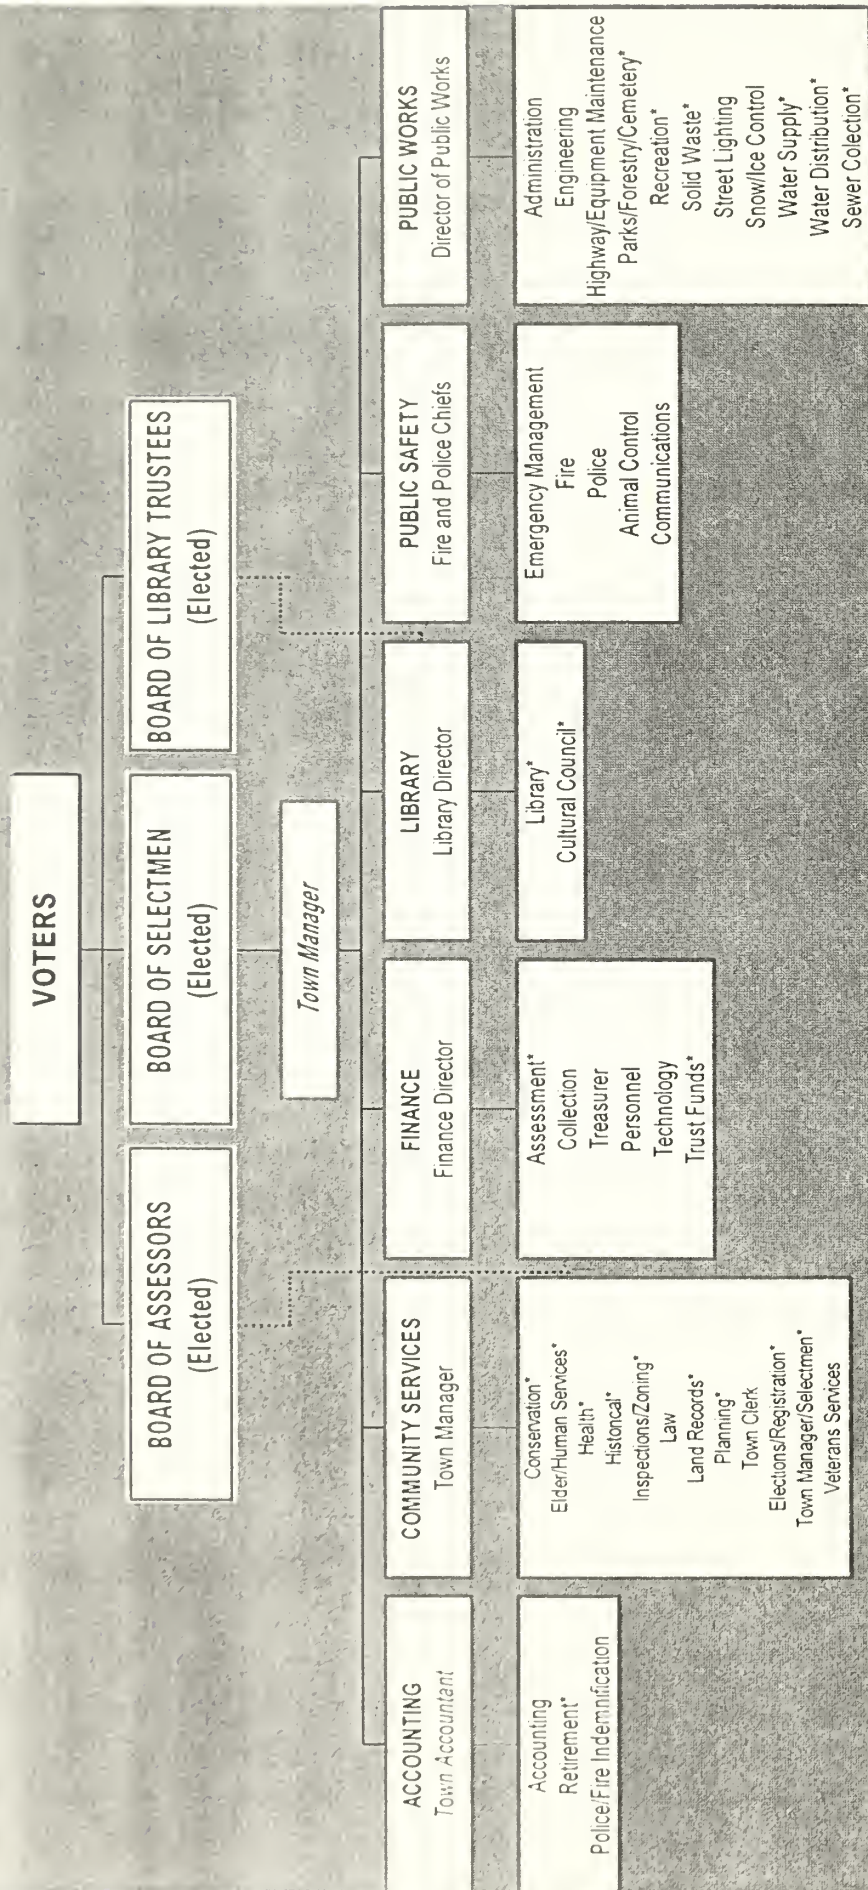 VOTERS
BOARD OF ASSESSORS
(Elected)
BOARD OF SELECTMEN
(Elected)
BOARD OF LIBRARY TRUSTEES
(Elected)
Town Manager
ACCOUNTING
Town Accountant
COMMUNITY SERVICES
Town Manager
FINANCE
Finance Director
LIBRARY
Library Director
PUBLIC SAFETY
Fire and Police Chiefs
PUBLIC WORKS
Director of Public Works
Accounting
Retirement*
Police/Fire Indemnification
Conservation*
Elder/Human Services*
Health*
Historical*
Inspections/Zoning*
Law
Land Records*
Planning*
Town Clerk
Elections/Registration*
Town Manager/Selectmen*
Veterans Services
Assessment*
Collection
Treasurer
Personnel
Technology
Trust Funds*
Library*
Cultural Council*
Emergency Management
Fire
Police
Animal Control
Communications
Administration
Engineering
Highway/Equipment Maintenance
Parks/Forestry/Cemetery*
Recreation*
Solid Waste*
Street Lighting
Snow/Ice Control
Water Supply*
Water Distribution*
Sewer Colection*